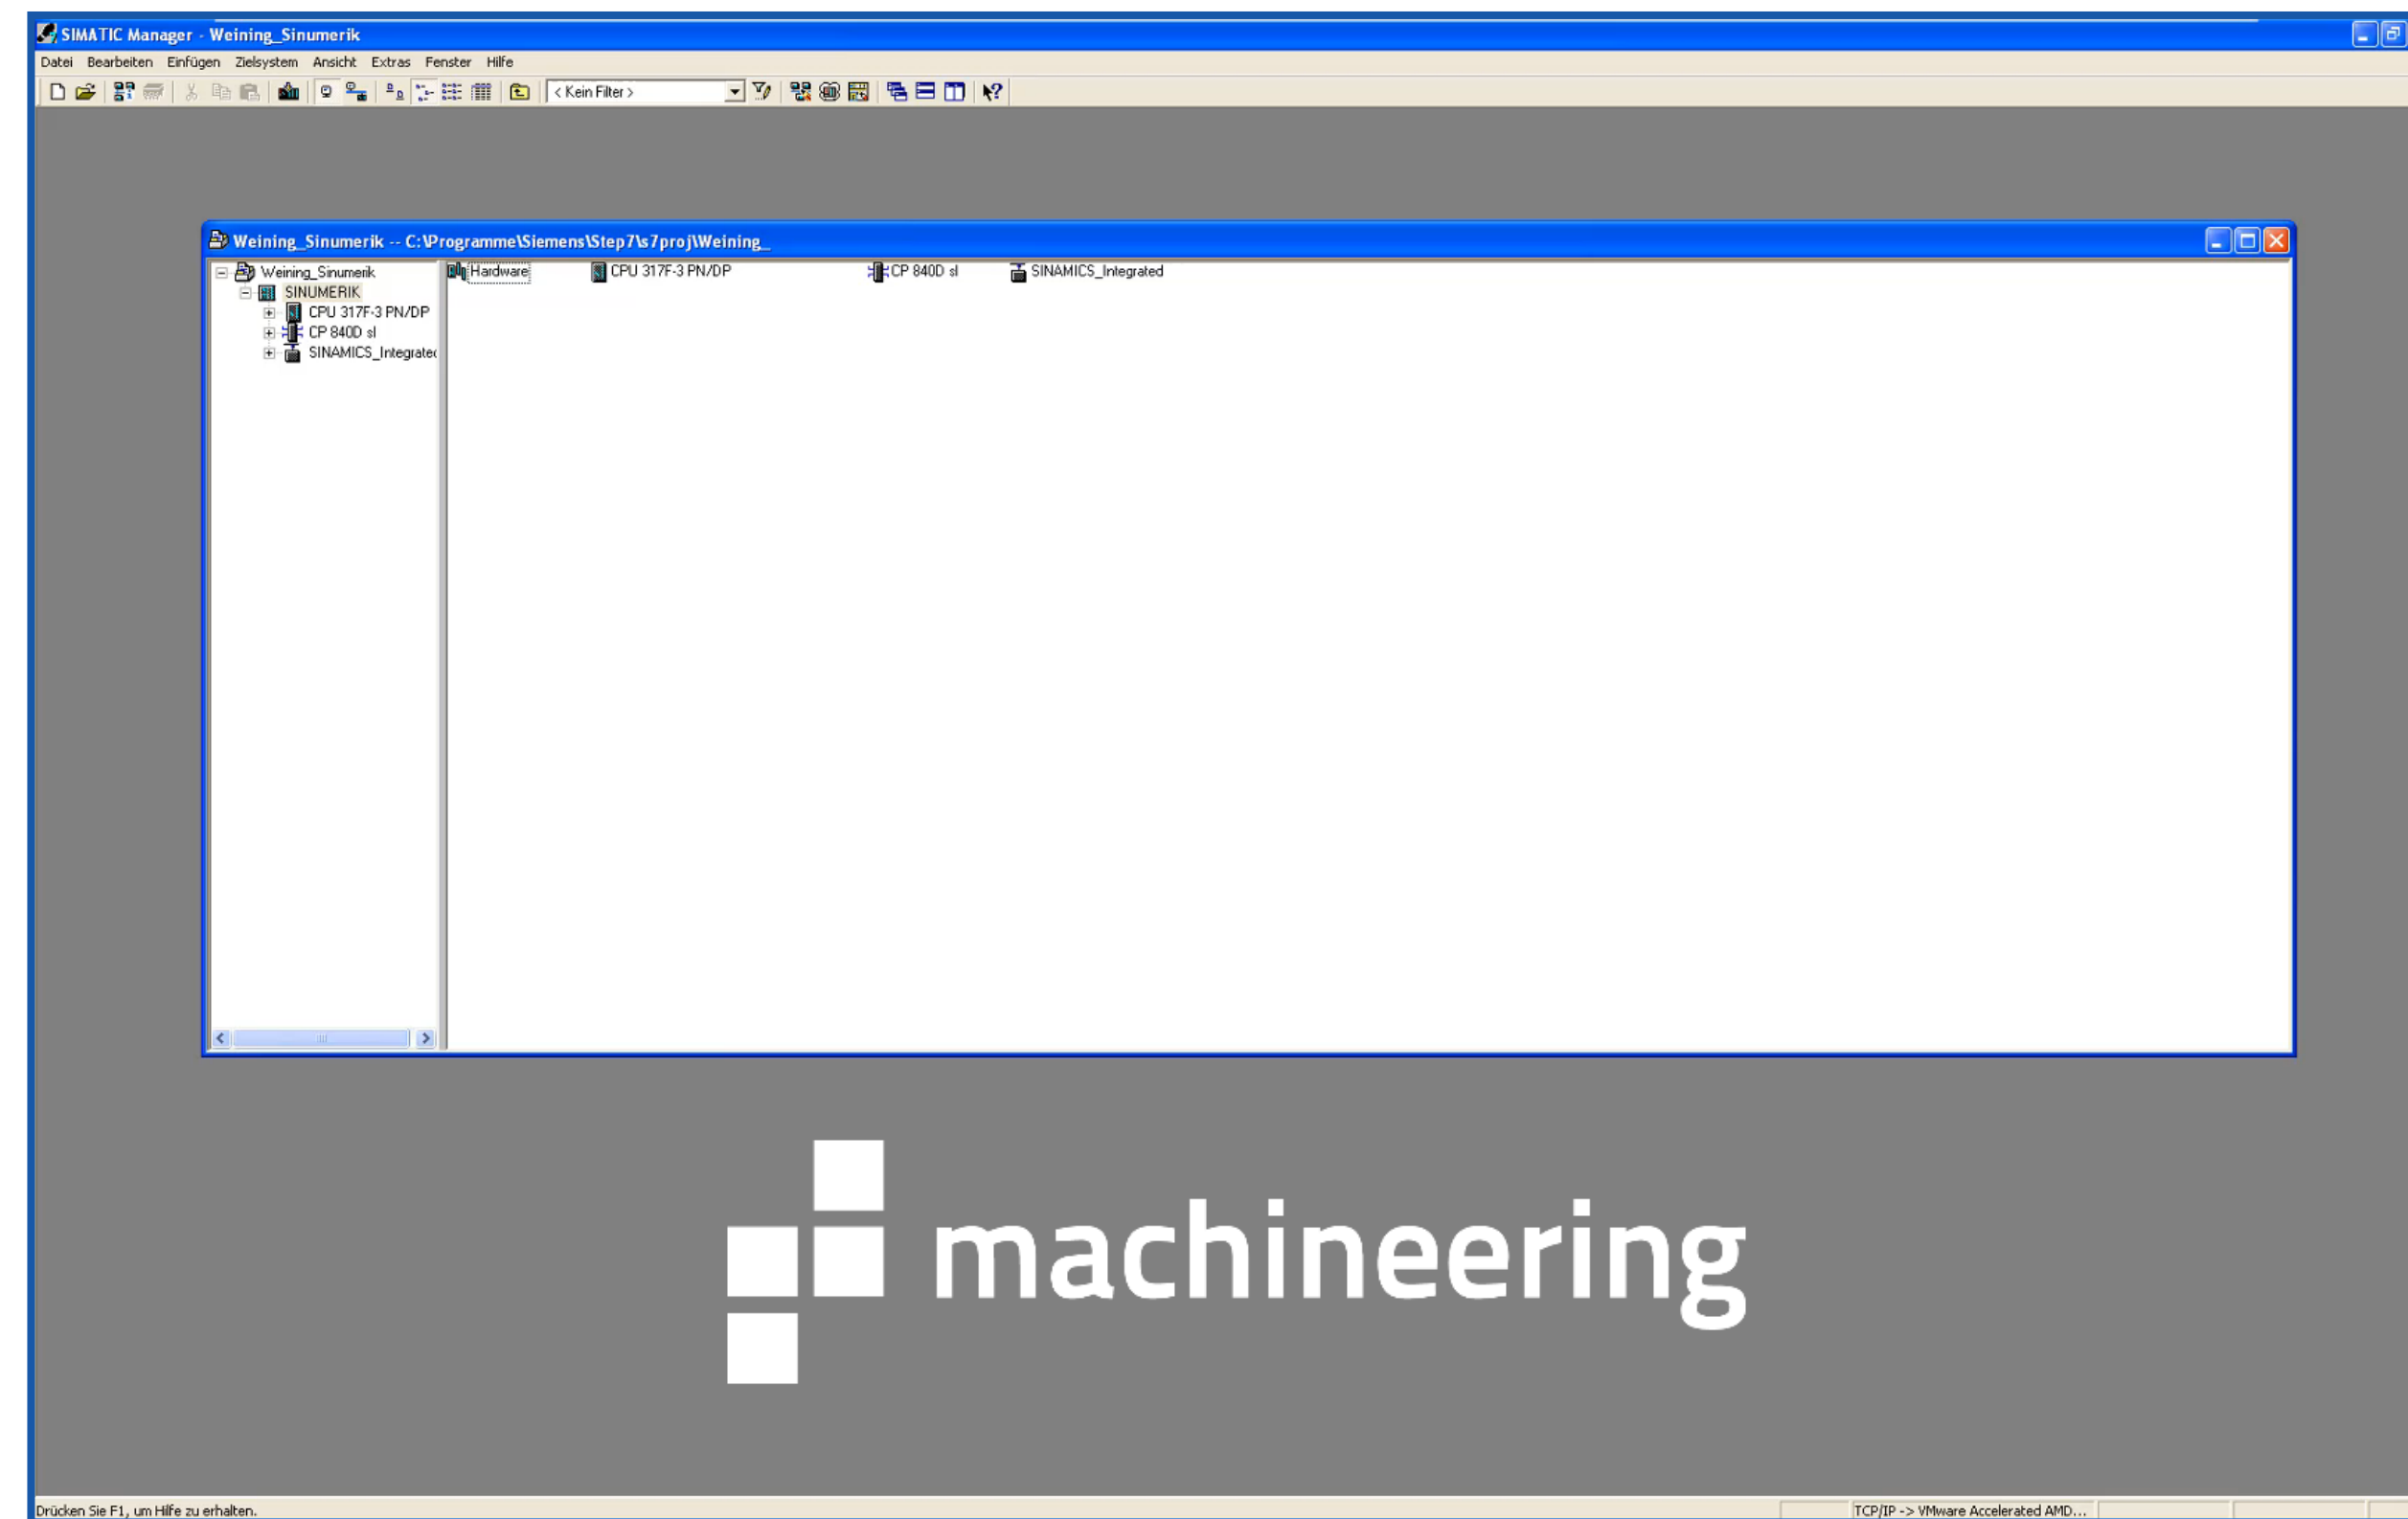 SIMATIC Manager - Weining_Sinumerik
Datei Bearbeiten Einfügen Zielsystem Ansicht Extras Fenster Hilfe
< Kein Filter >
Weining_Sinumerik -- C:\Programme\Siemens\Step7\s7proj\Weining_
Weining_Sinumerik
SINUMERIK
CPU 317F-3 PN/DP
CP 840D sl
SINAMICS_Integrated
Hardware CPU 317F-3 PN/DP CP 840D sl SINAMICS_Integrated
machineering
Drücken Sie F1, um Hilfe zu erhalten.
TCP/IP -> VMware Accelerated AMD...